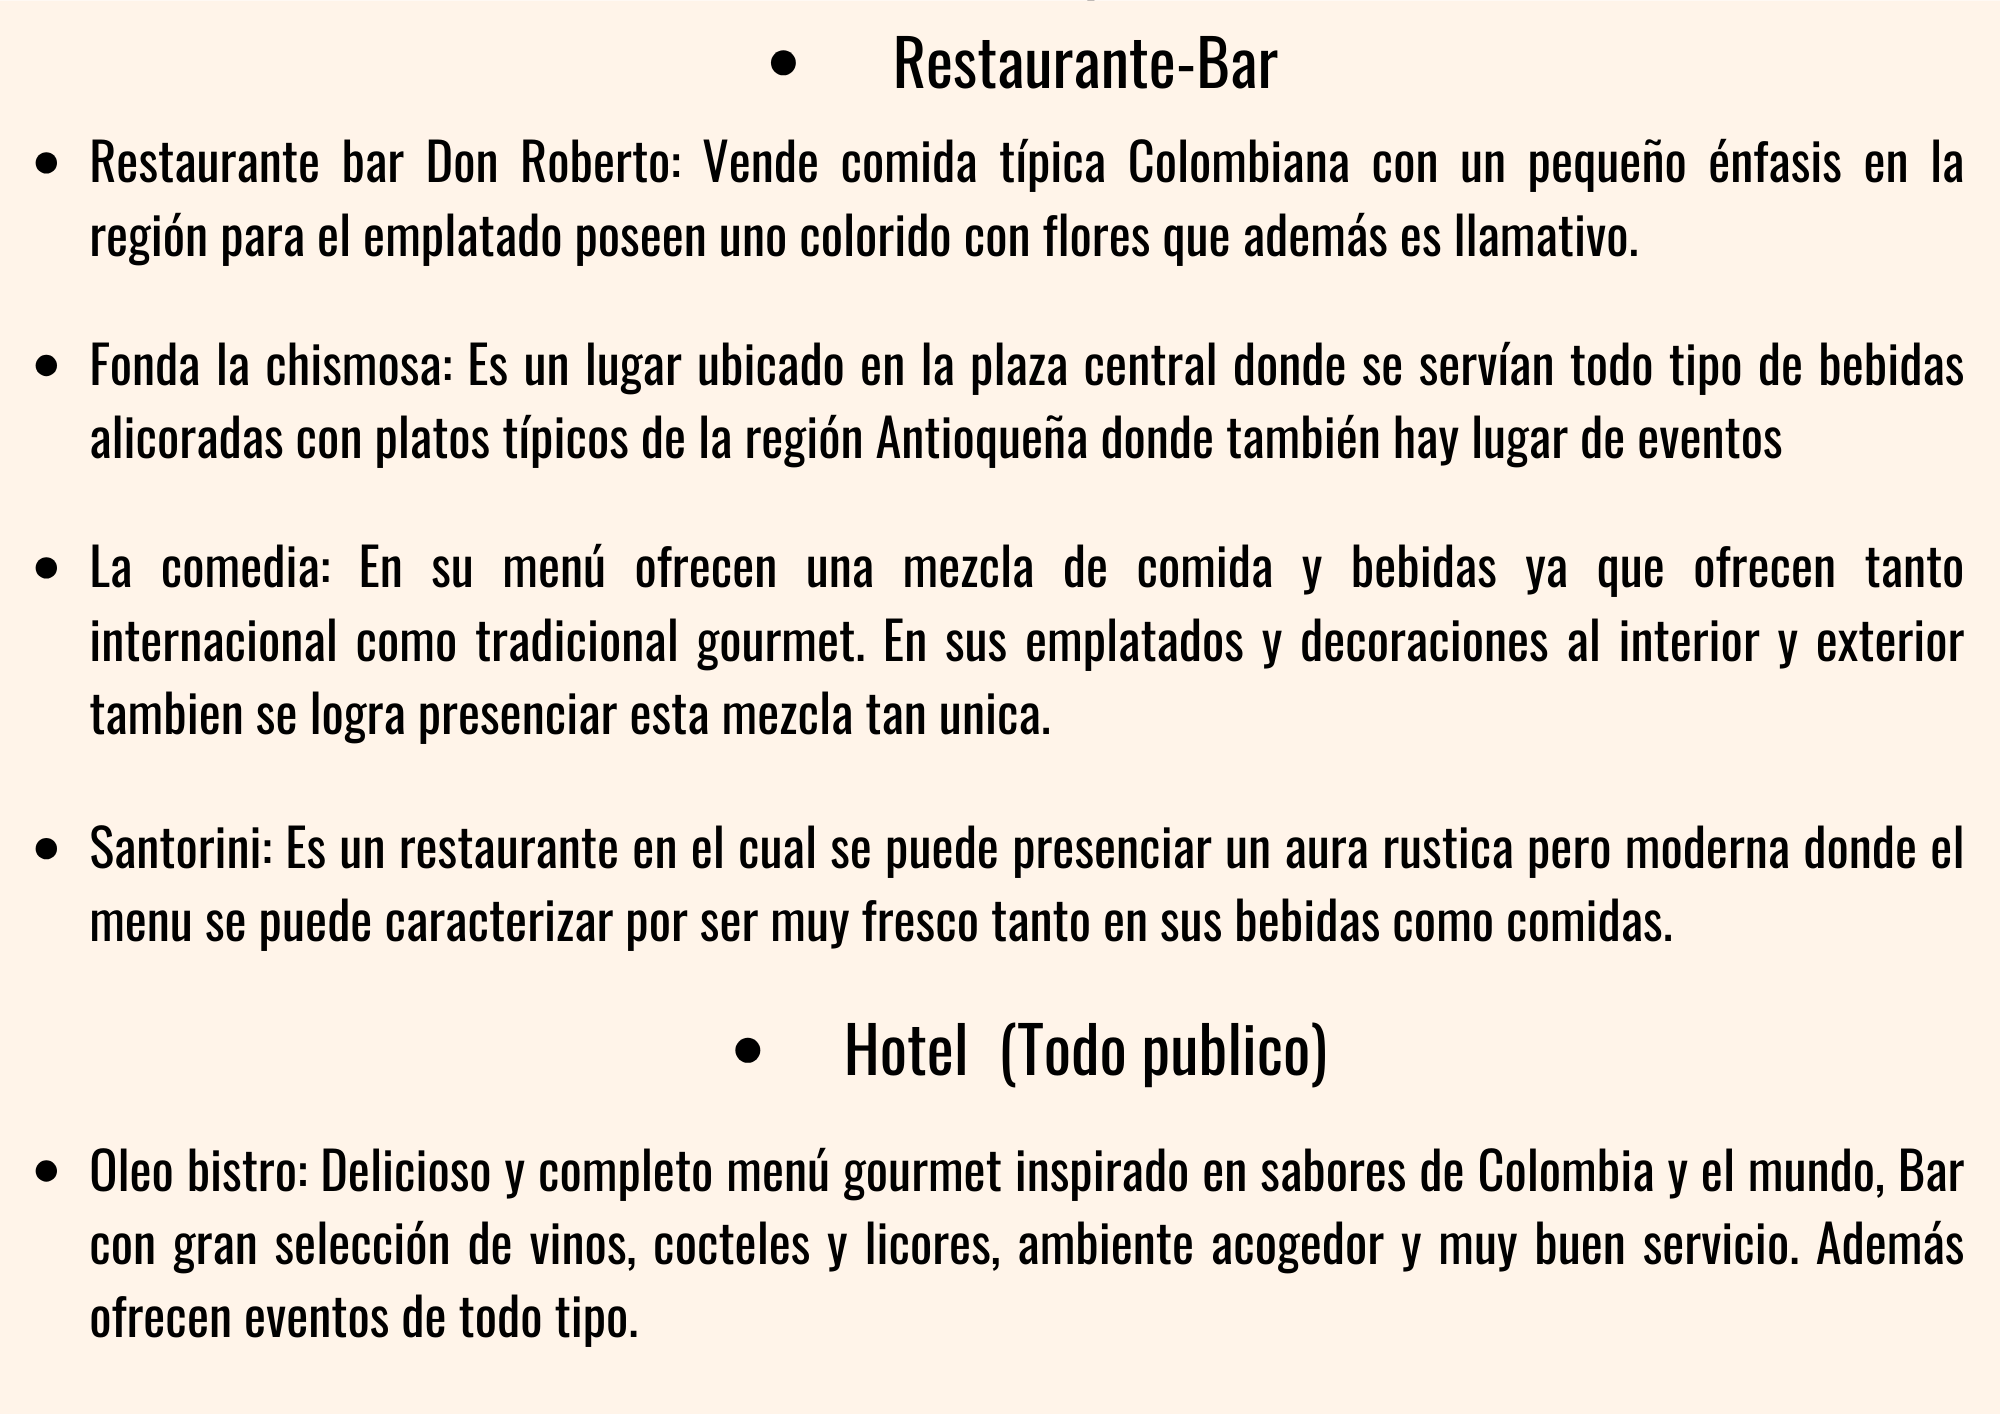 • Restaurante-Bar
• Restaurante bar Don Roberto: Vende comida típica Colombiana con un pequeño énfasis en la
región para el emplatado poseen uno colorido con flores que además es llamativo.
• Fonda la chismosa: Es un lugar ubicado en la plaza central donde se servían todo tipo de bebidas
alicoradas con platos típicos de la región Antioqueña donde también hay lugar de eventos
• La comedia: En su menú ofrecen una mezcla de comida y bebidas ya que ofrecen tanto
internacional como tradicional gourmet. En sus emplatados y decoraciones al interior y exterior
tambien se logra presenciar esta mezcla tan unica.
• Santorini: Es un restaurante en el cual se puede presenciar un aura rustica pero moderna donde el
menu se puede caracterizar por ser muy fresco tanto en sus bebidas como comidas.
• Hotel (Todo publico)
• Oleo bistro: Delicioso y completo menú gourmet inspirado en sabores de Colombia y el mundo, Bar
con gran selección de vinos, cocteles y licores, ambiente acogedor y muy buen servicio. Además
ofrecen eventos de todo tipo.